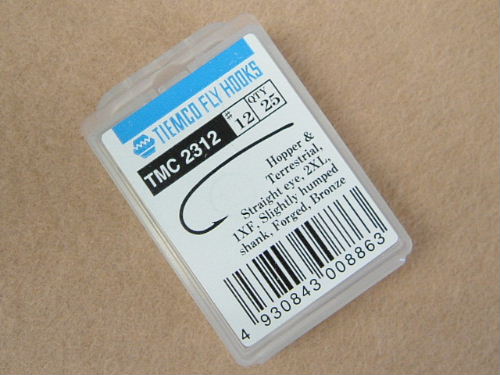 TIEMCO FLY HOOKS
TMC 2312
# 12
QTY 25
Hopper &
Terrestrial,
Straight eye, 2XL,
1XF, Slightly humped
shank, Forged, Bronze
4 930843 008863